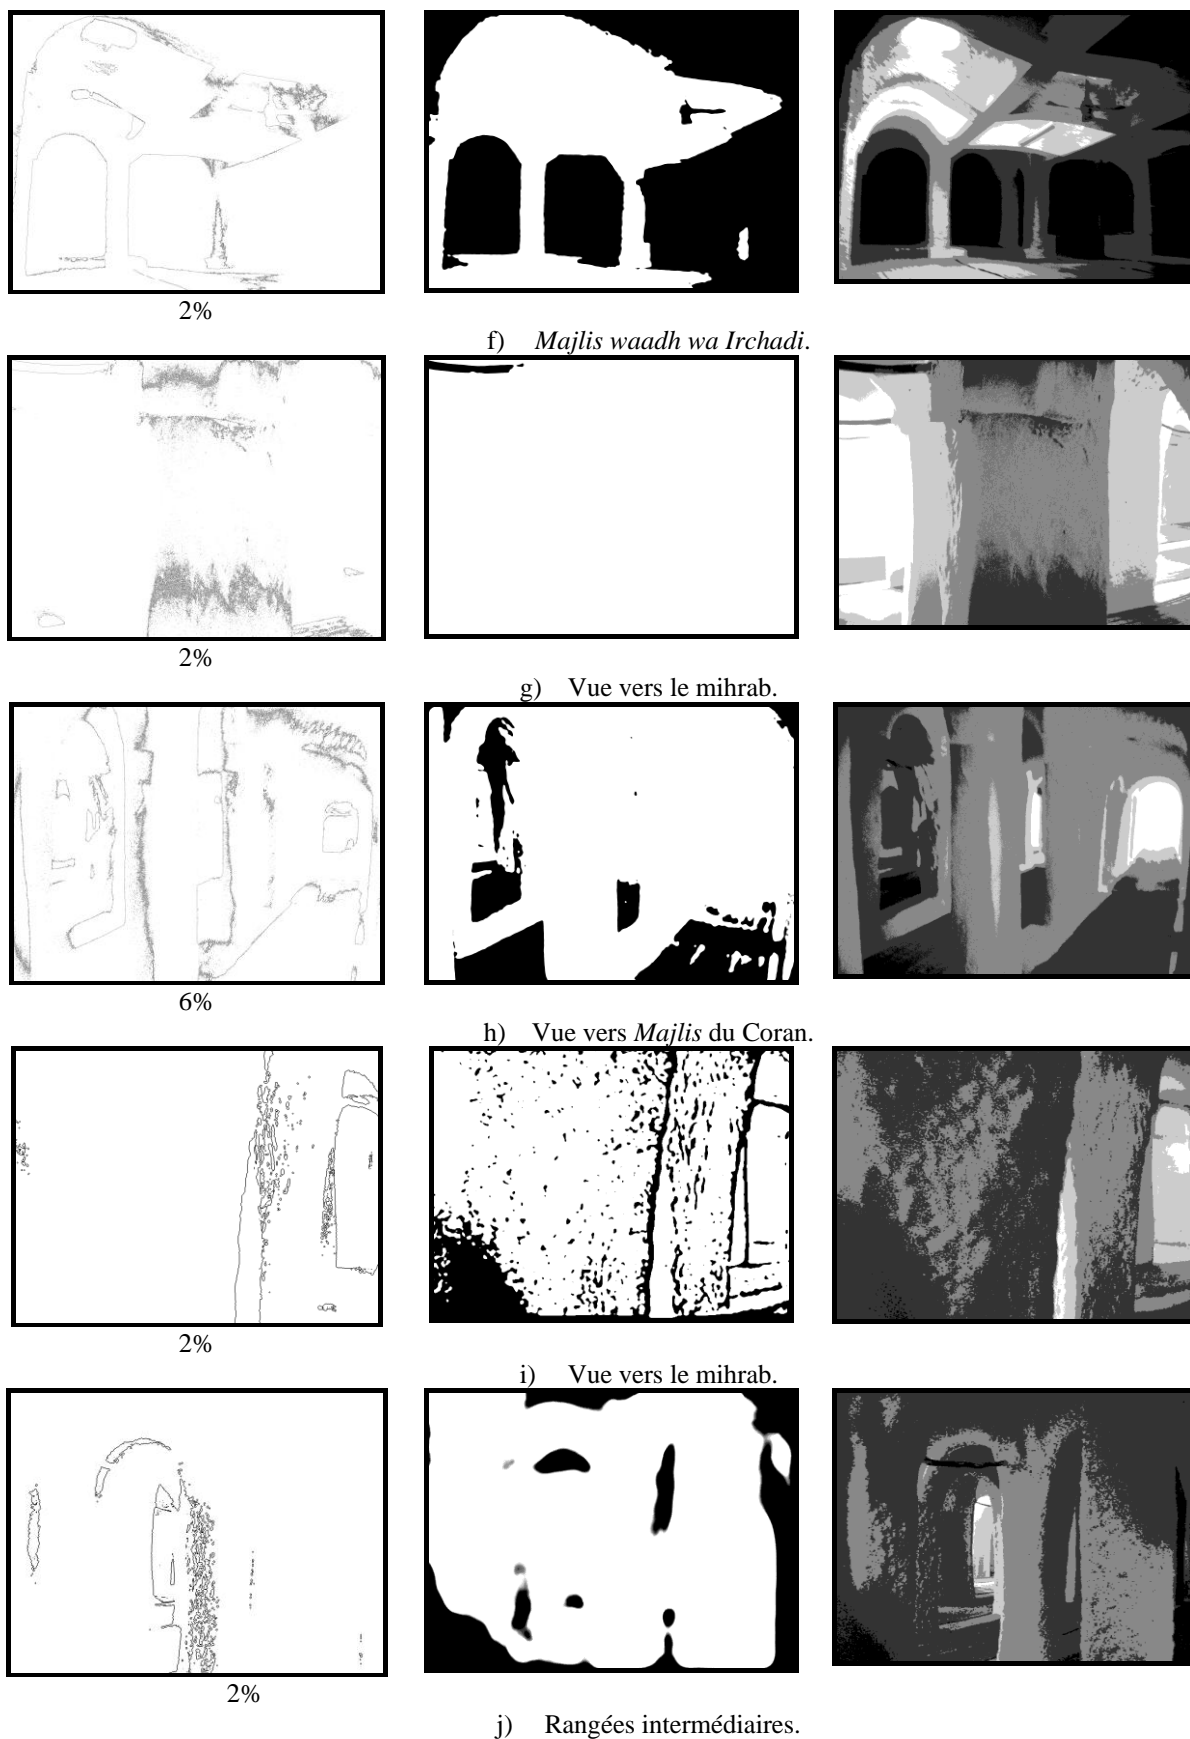 2%
f) Majlis waadh wa Irchadi.
2%
g) Vue vers le mihrab.
6%
h) Vue vers Majlis du Coran.
2%
i) Vue vers le mihrab.
2%
j) Rangées intermédiaires.